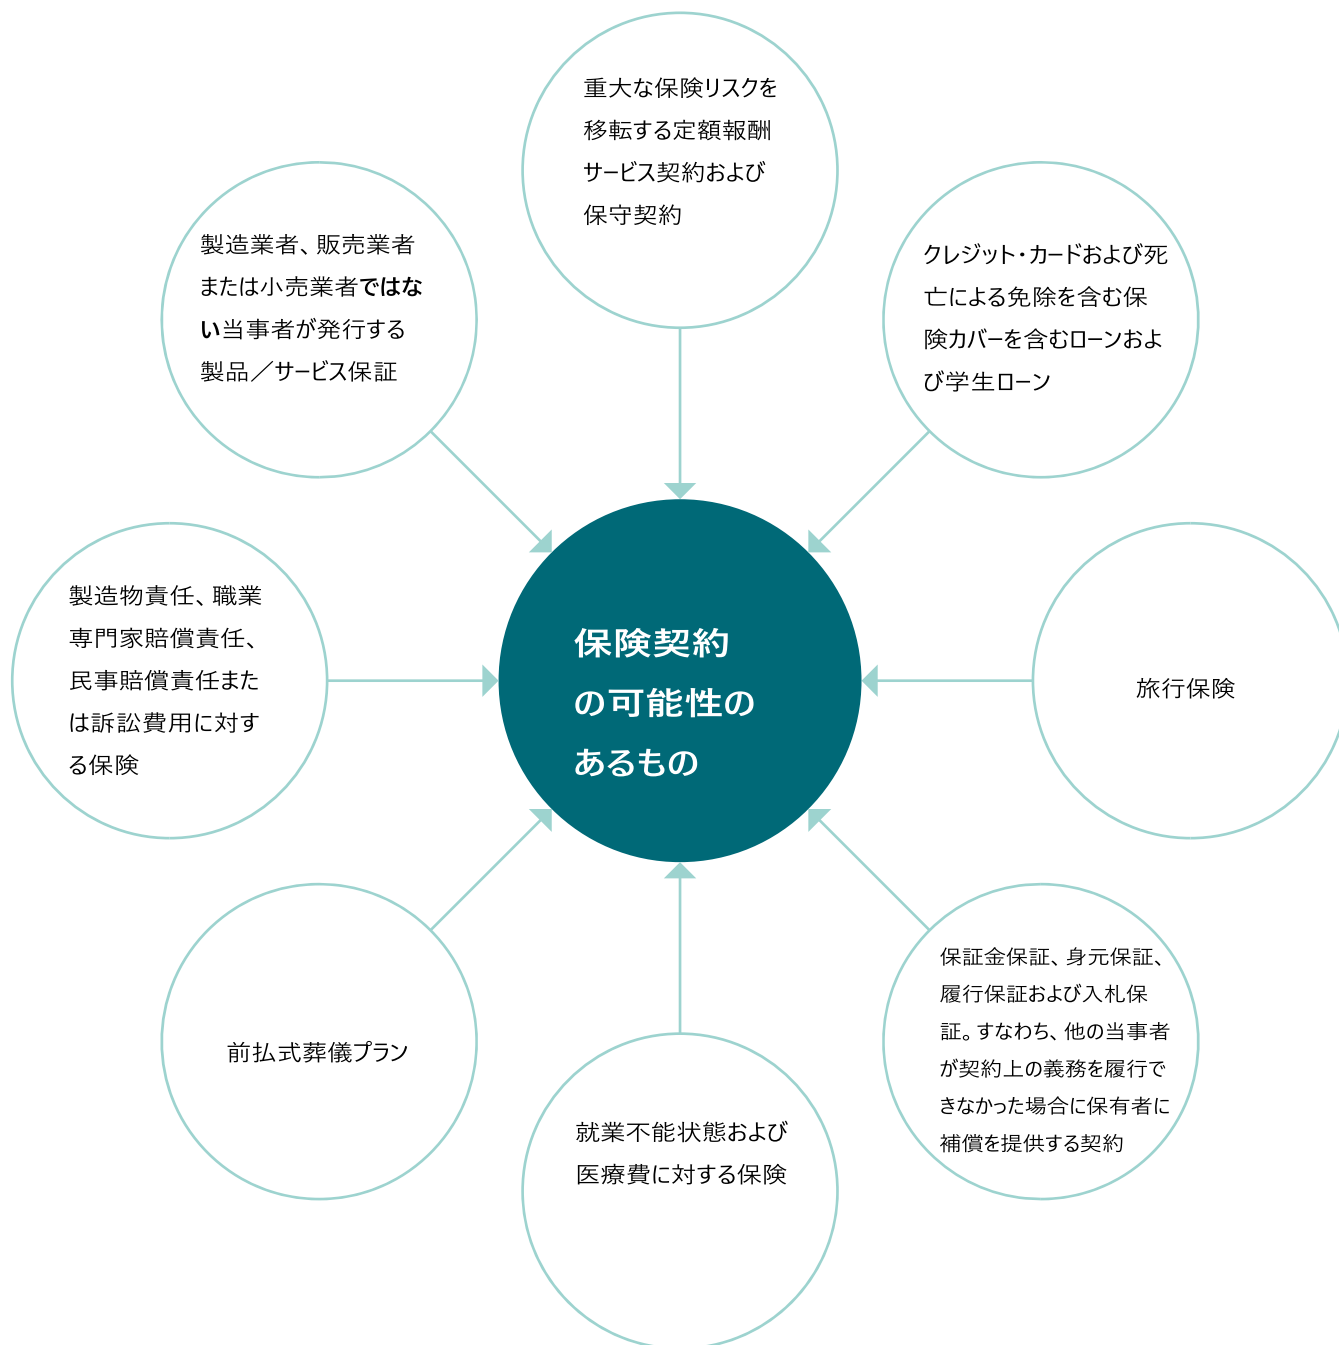 重大な保険リスクを
移転する定額報酬
サービス契約および
保守契約
製造業者、販売業者
または小売業者ではな
い当事者が発行する
製品／サービス保証
クレジット・カードおよび死
亡による免除を含む保
険カバーを含むローンおよ
び学生ローン
製造物責任、職業
専門家賠償責任、
民事賠償責任また
は訴訟費用に対す
る保険
保険契約
の可能性の
あるもの
旅行保険
前払式葬儀プラン
就業不能状態および
医療費に対する保険
保証金保証、身元保証、
履行保証および入札保
証。すなわち、他の当事者
が契約上の義務を履行で
きなかった場合に保有者に
補償を提供する契約